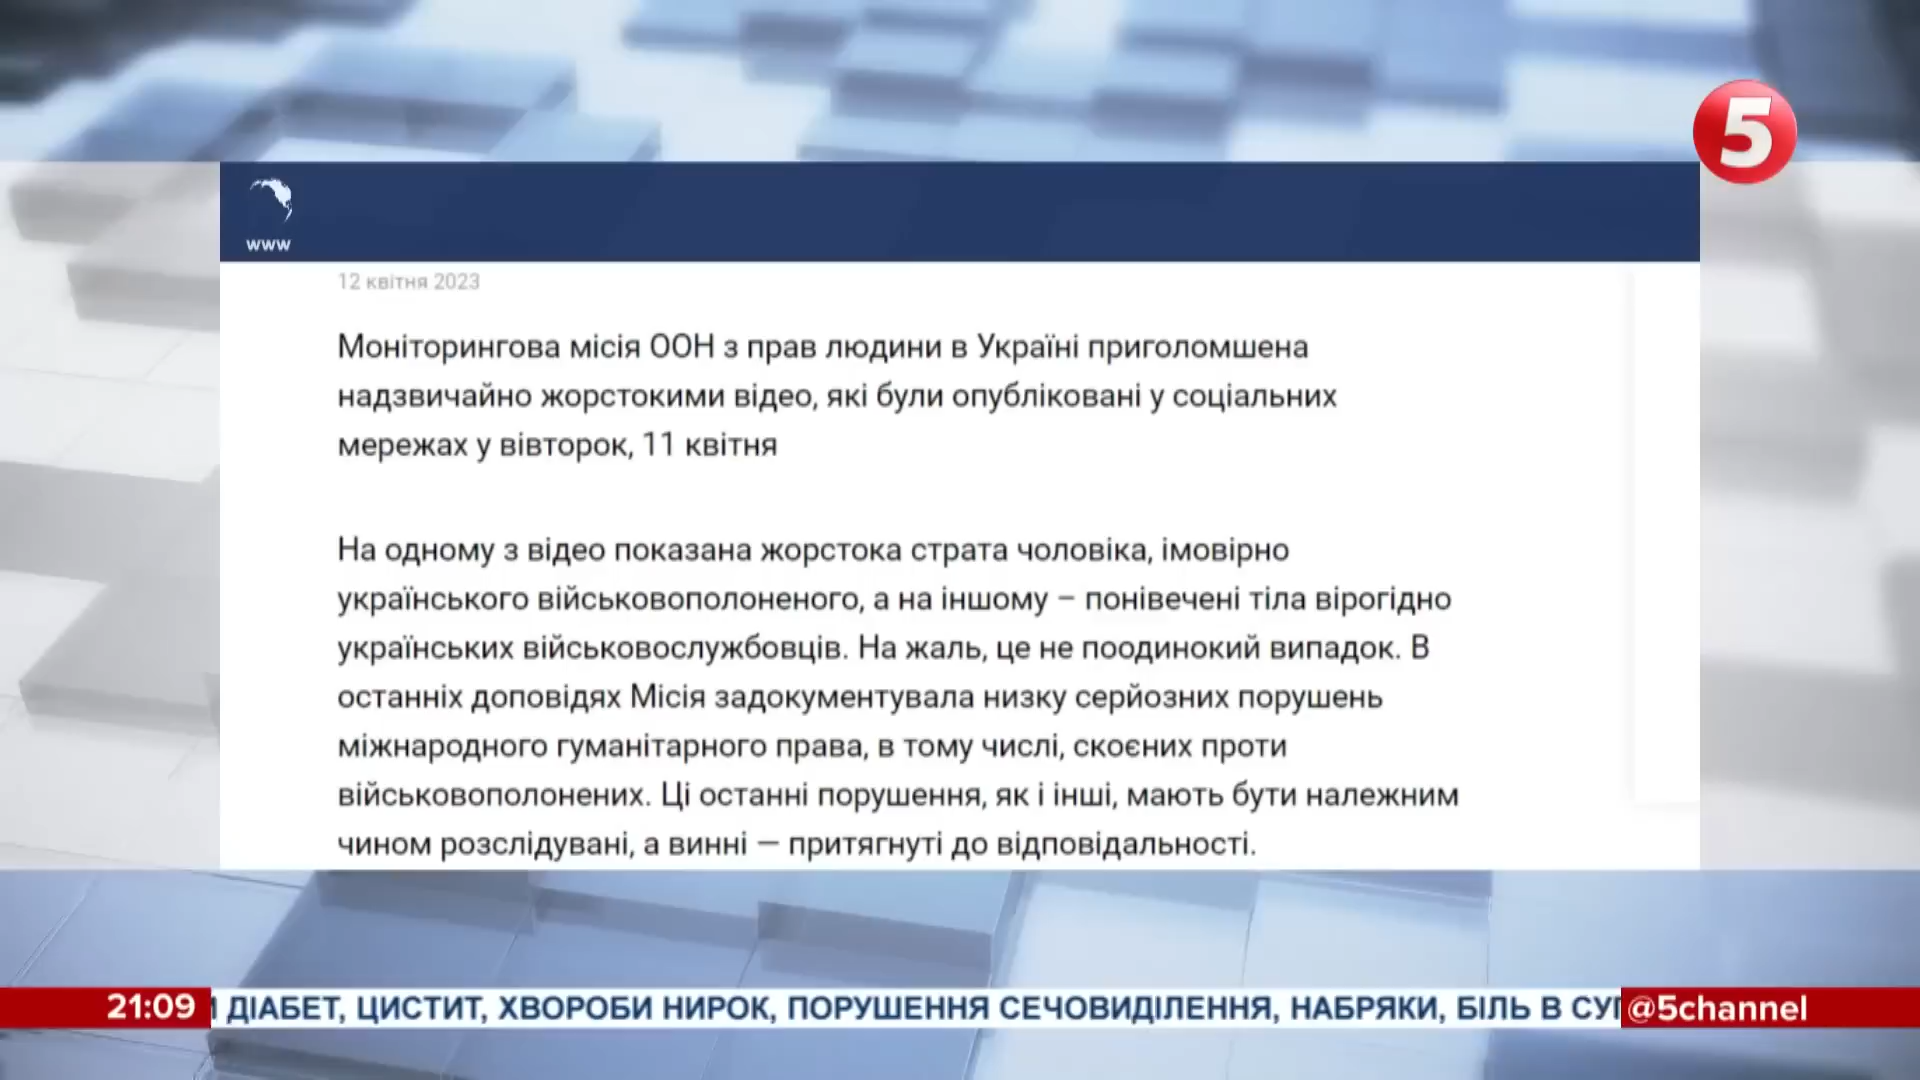 5
www
12 квітня 2023
Моніторингова місія ООН з прав людини в Україні приголомшена
надзвичайно жорстокими відео, які були опубліковані у соціальних
мережах у вівторок, 11 квітня
На одному з відео показана жорстока страта чоловіка, імовірно
українського військовополоненого, а на іншому – понівечені тіла вірогідно
українських військовослужбовців. На жаль, це не поодинокий випадок. В
останніх доповідях Місія задокументувала низку серйозних порушень
міжнародного гуманітарного права, в тому числі, скоєних проти
військовополонених. Ці останні порушення, як і інші, мають бути належним
чином розслідувані, а винні — притягнуті до відповідальності.
21:09 ДІАБЕТ, ЦИСТИТ, ХВОРОБИ НИРОК, ПОРУШЕННЯ СЕЧОВИДІЛЕННЯ, НАБРЯКИ, БІЛЬ В @5channel